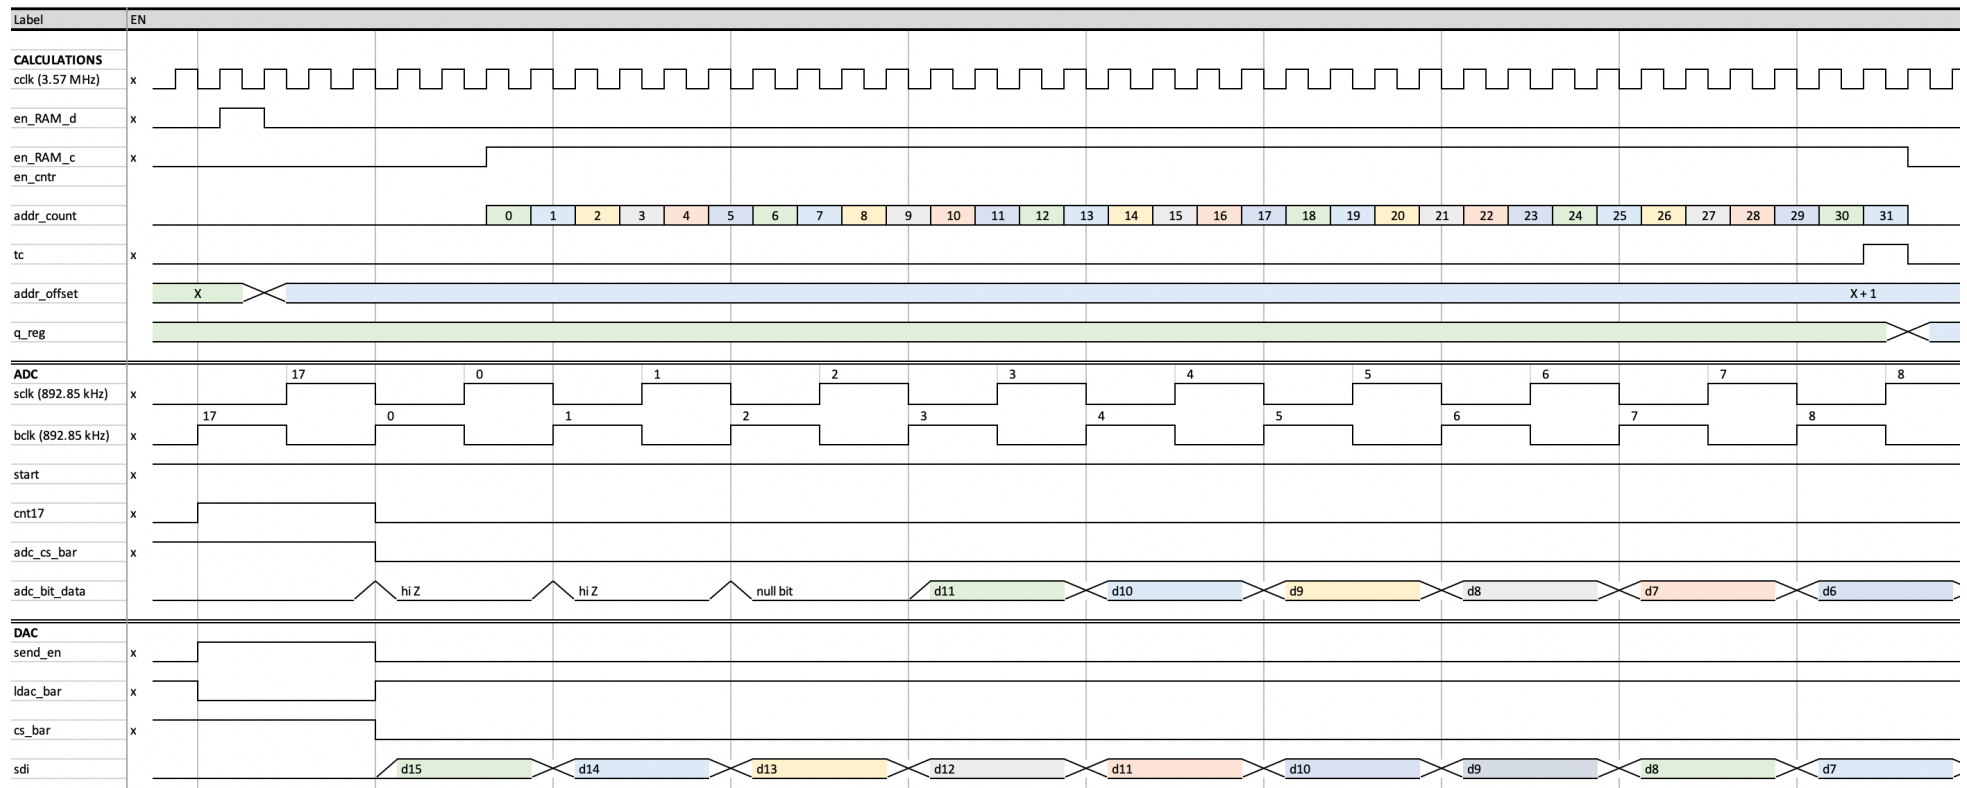 Label EN
CALCULATIONS
cclk (3.57 MHz) x
en_RAM_d x
en_RAM_c x
en_cntr
addr_count 0 1 2 3 4 5 6 7 8 9 10 11 12 13 14 15 16 17 18 19 20 21 22 23 24 25 26 27 28 29 30 31
tc x
addr_offset X X + 1
q_reg
ADC 17 0 1 2 3 4 5 6 7 8
sclk (892.85 kHz) x
17 0 1 2 3 4 5 6 7 8
bclk (892.85 kHz) x
start x
cnt17 x
adc_cs_bar x
adc_bit_data hi Z hi Z null bit d11 d10 d9 d8 d7 d6
DAC
send_en x
ldac_bar x
cs_bar x
sdi d15 d14 d13 d12 d11 d10 d9 d8 d7